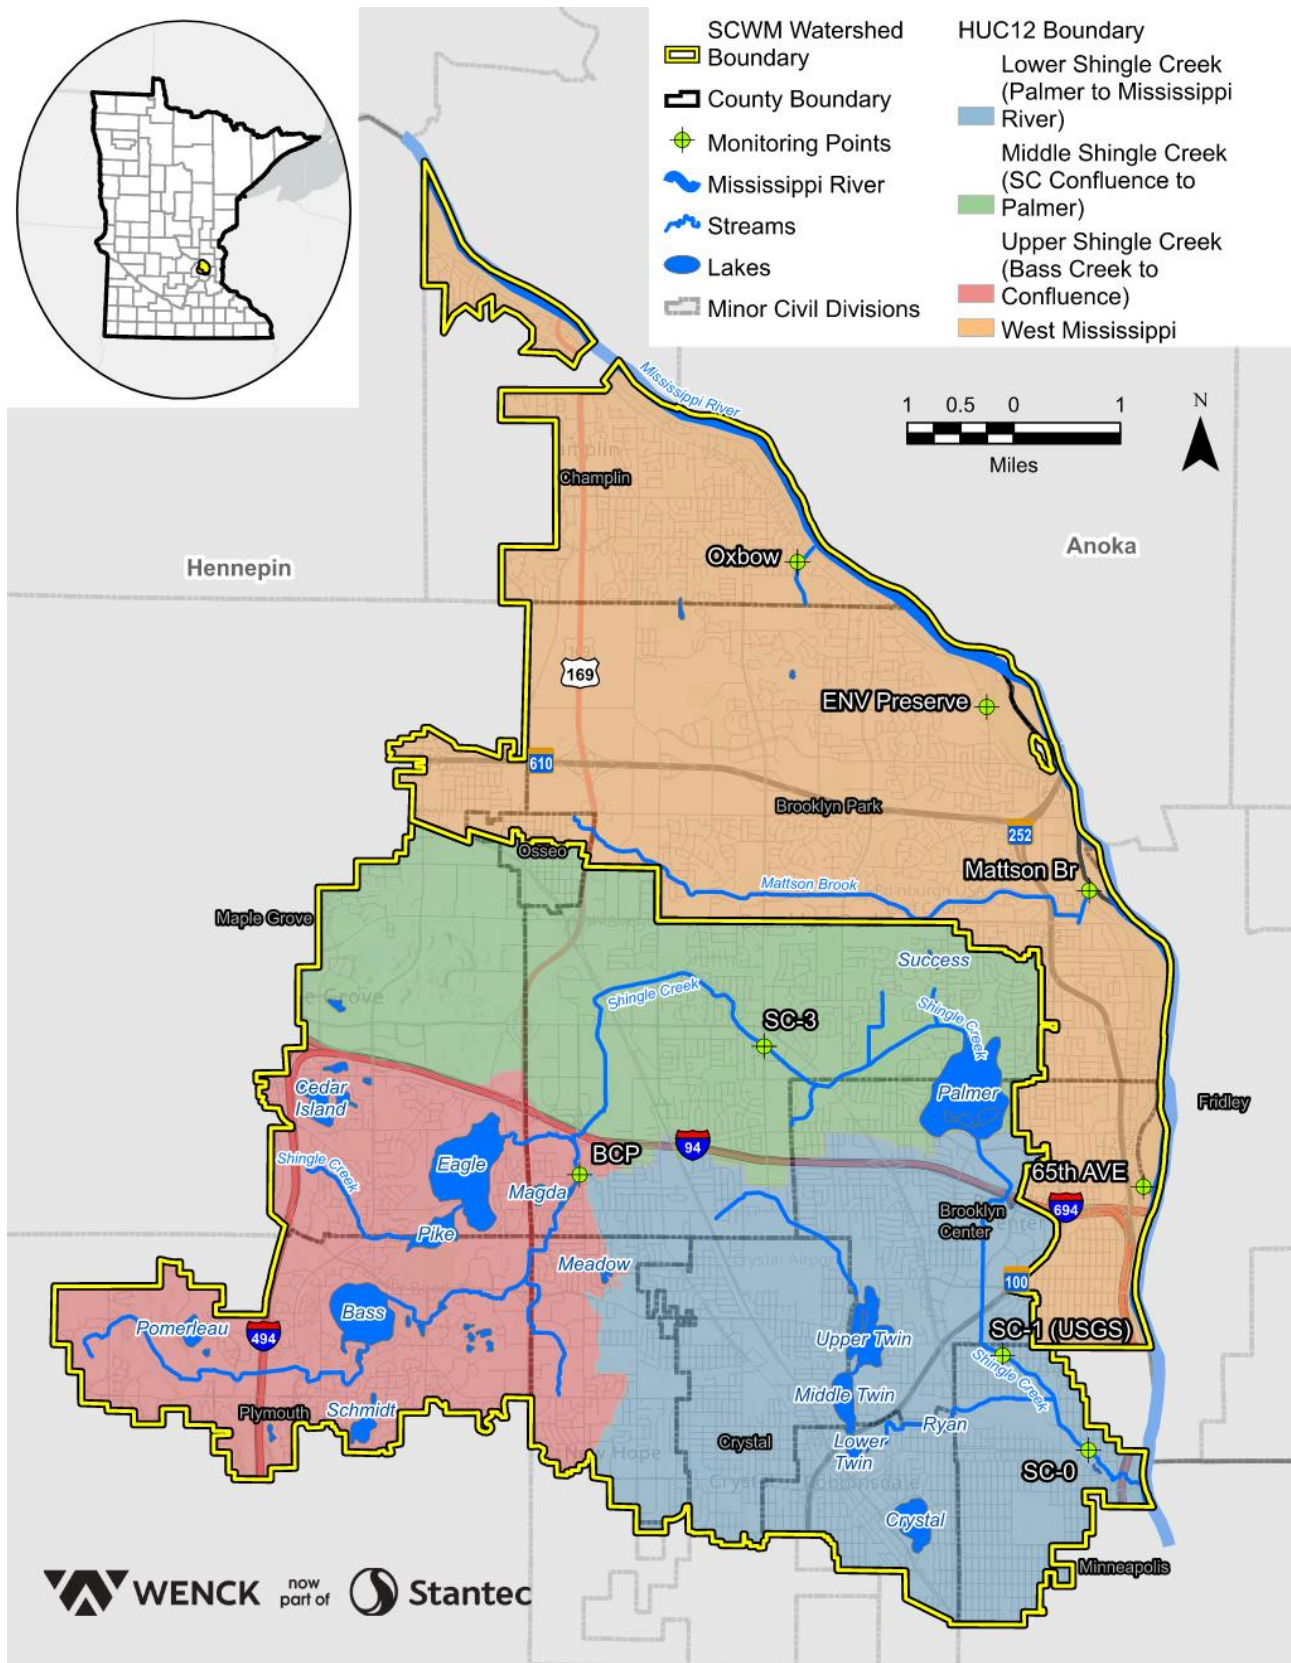 SCWM Watershed
Boundary
County Boundary
Monitoring Points
Mississippi River
Streams
Lakes
Minor Civil Divisions
HUC12 Boundary
Lower Shingle Creek
(Palmer to Mississippi
River)
Middle Shingle Creek
(SC Confluence to
Palmer)
Upper Shingle Creek
(Bass Creek to
Confluence)
West Mississippi
1 0.5 0 1
Miles
N
Mississippi River
Champlin
Oxbow
Anoka
Hennepin
169
ENV Preserve
610
Brooklyn Park
252
Osseo
Mattson Br
Mattson Brook
Maple Grove
Success
Shingle Creek
Shingle Creek
SC-3
Cedar
Island
Palmer
Fridley
94
BCP
Eagle
Shingle Creek
Magda
65th AVE
694
Brooklyn
Center
Pike
Meadow
100
Bass
Pomerleau
494
Upper Twin
SC-1 (USGS)
Shingle Creek
Middle Twin
Plymouth
Schmidt
Ryan
Crystal
Lower
Twin
New Hope
SC-0
Crystal
Minneapolis
WENCK
now
part of
Stantec